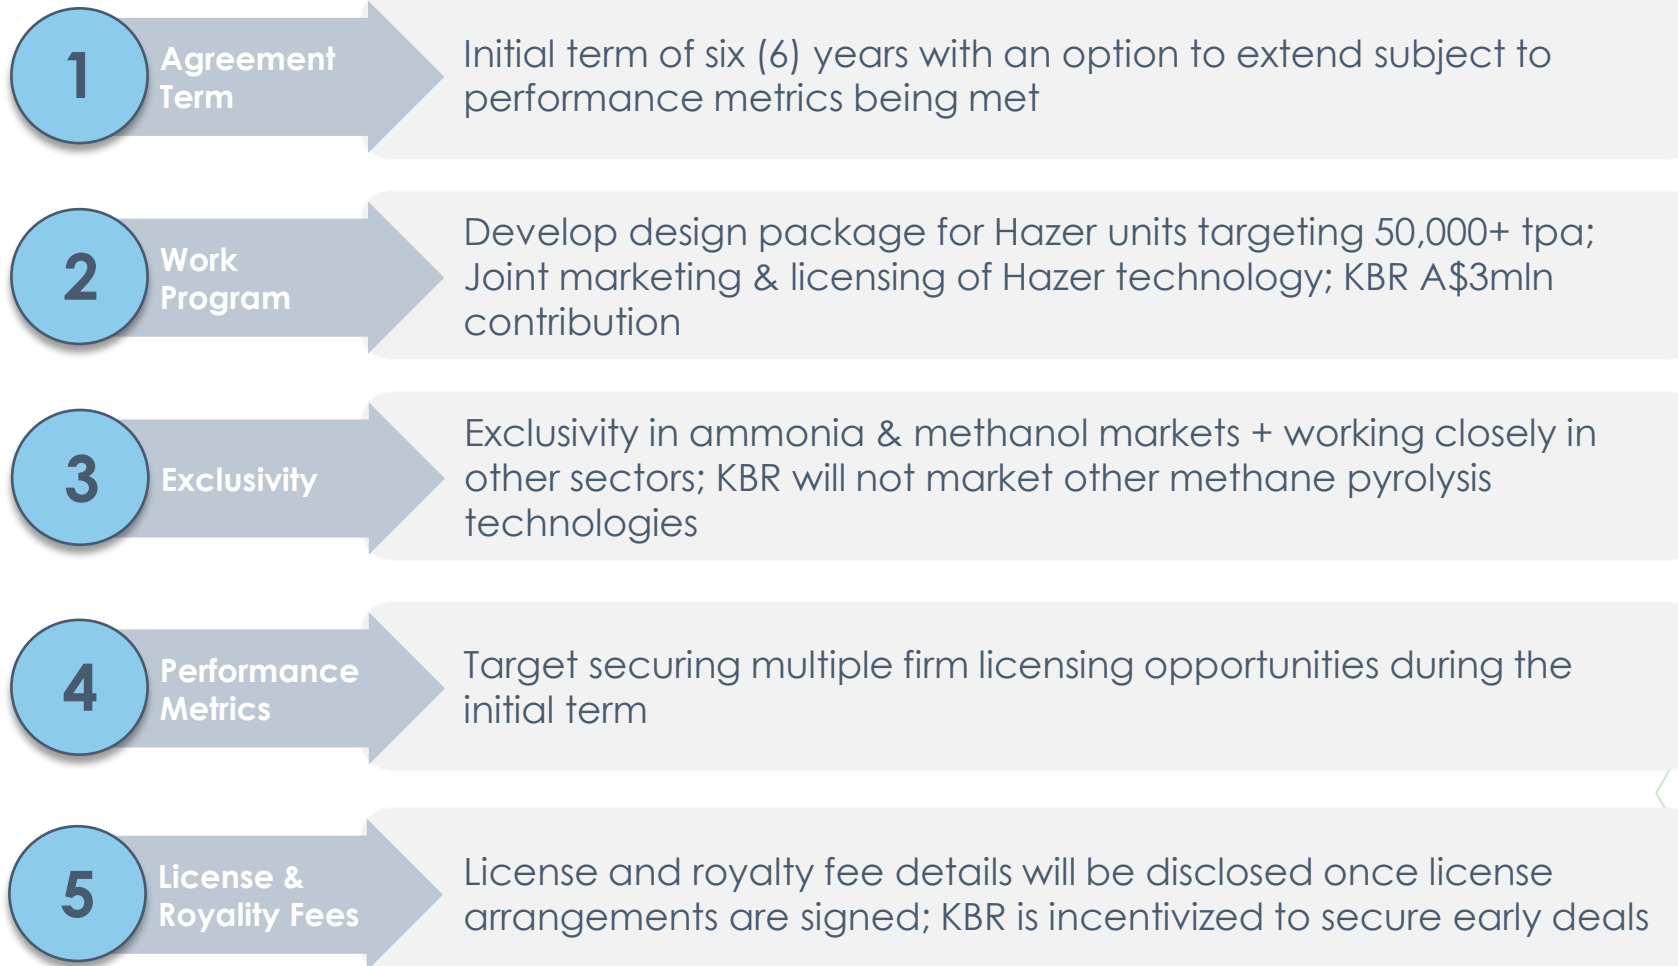 1
Agreement
Term
Initial term of six (6) years with an option to extend subject to
performance metrics being met
2
Work
Program
Develop design package for Hazer units targeting 50,000+ tpa;
Joint marketing & licensing of Hazer technology; KBR A$3mln
contribution
3
Exclusivity
Exclusivity in ammonia & methanol markets + working closely in
other sectors; KBR will not market other methane pyrolysis
technologies
4
Performance
Metrics
Target securing multiple firm licensing opportunities during the
initial term
5
License &
Royality Fees
License and royalty fee details will be disclosed once license
arrangements are signed; KBR is incentivized to secure early deals